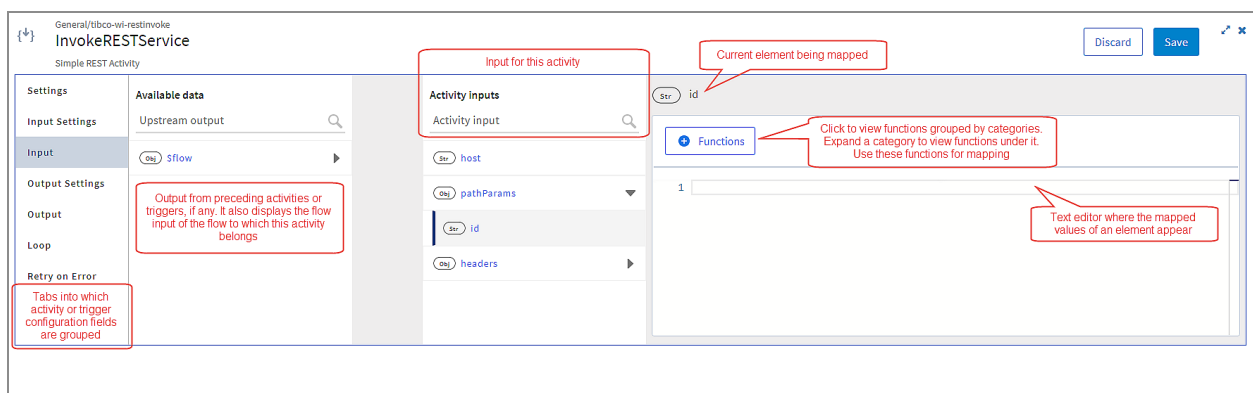 General/tibco-wi-restinvoke
InvokeRESTService
Simple REST Activity
Discard
Save
Settings
Input Settings
Input
Output Settings
Output
Loop
Retry on Error
Tabs into which
activity or trigger
configuration fields
are grouped
Available data
Upstream output
Obj $flow
Output from preceding activities or
triggers, if any. It also displays the flow
input of the flow to which this activity
belongs
Input for this activity
Activity inputs
Activity input
Str host
Obj pathParams
Str id
Obj headers
Current element being mapped
Str id
Functions
Click to view functions grouped by categories.
Expand a category to view functions under it.
Use these functions for mapping
1
Text editor where the mapped
values of an element appear